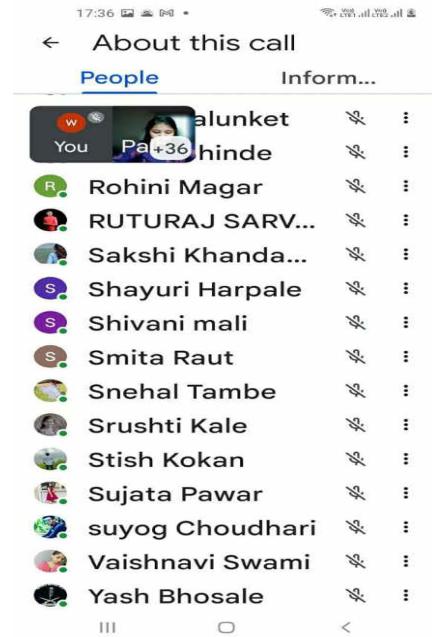 17:36
About this call
People Inform...
W
You Pa +36
alunket
hinde
R Rohini Magar
RUTURAJ SARV...
Sakshi Khanda...
S Shayuri Harpale
S Shivani mali
S Smita Raut
Snehal Tambe
Srushti Kale
Stish Kokan
Sujata Pawar
suyog Choudhari
Vaishnavi Swami
Yash Bhosale